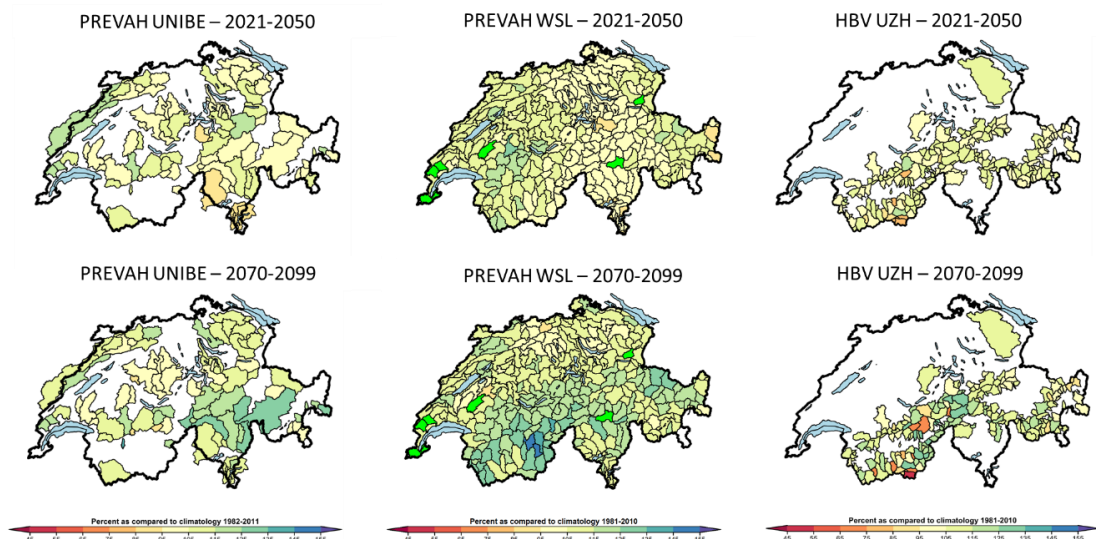 PREVAH UNIBE – 2021-2050
PREVAH WSL – 2021-2050
HBV UZH – 2021-2050
PREVAH UNIBE – 2070-2099
PREVAH WSL – 2070-2099
HBV UZH – 2070-2099
Percent as compared to climatology 1982-2011
Percent as compared to climatology 1981-2010
Percent as compared to climatology 1981-2010
45 55 65 75 85 95 105 115 125 135 145 155